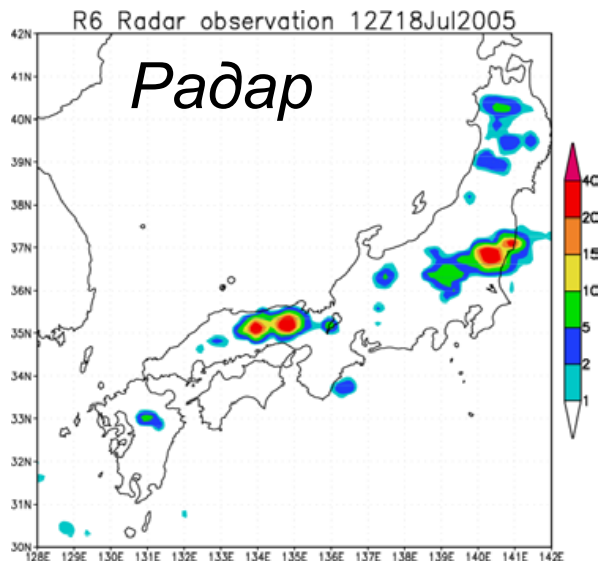 R6 Radar observation 12Z18Jul2005
Радар
42N
41N
40N
39N
38N
37N
36N
35N
34N
33N
32N
31N
30N
128E 129E 130E 131E 132E 133E 134E 135E 136E 137E 138E 139E 140E 141E 142E
40
20
15
10
5
2
1